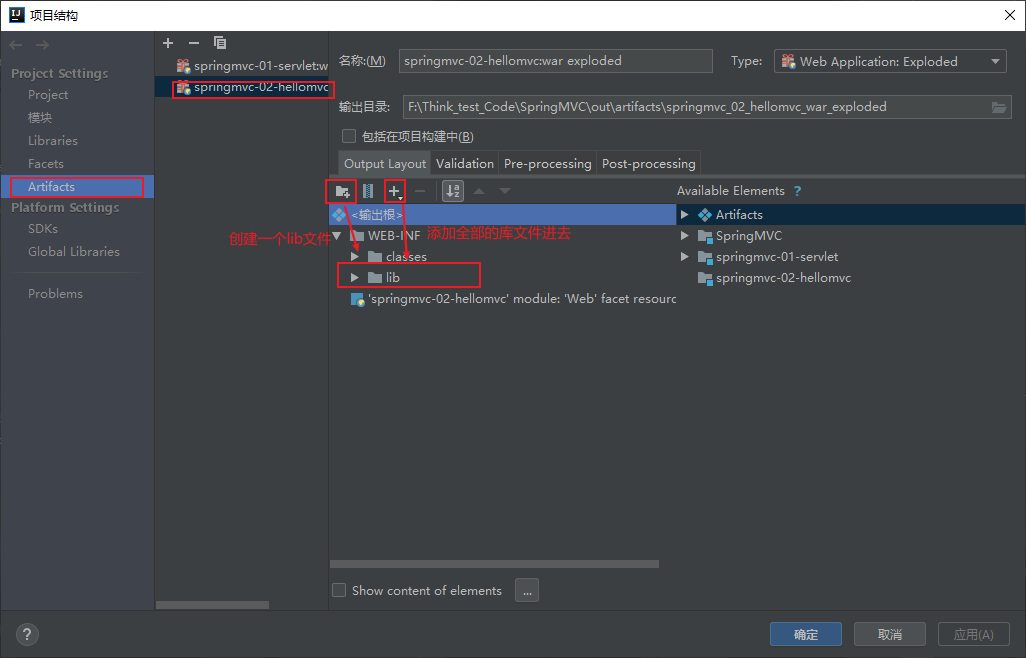 项目结构
Project Settings
Project
模块
Libraries
Facets
Artifacts
Platform Settings
SDKs
Global Libraries
Problems
springmvc-01-servlet:w
springmvc-02-hellomvc
名称:(M)
springmvc-02-hellomvc:war exploded
Type:
Web Application: Exploded
输出目录:
F:\Think_test_Code\SpringMVC\out\artifacts\springmvc_02_hellomvc_war_exploded
包括在项目构建中(B)
Output Layout
Validation
Pre-processing
Post-processing
Available Elements ?
<输出根>
WEB-INF
classes
lib
'springmvc-02-hellomvc' module: 'Web' facet resourc
创建一个lib文件
添加全部的库文件进去
Artifacts
SpringMVC
springmvc-01-servlet
springmvc-02-hellomvc
Show content of elements
...
?
确定
取消
应用(A)